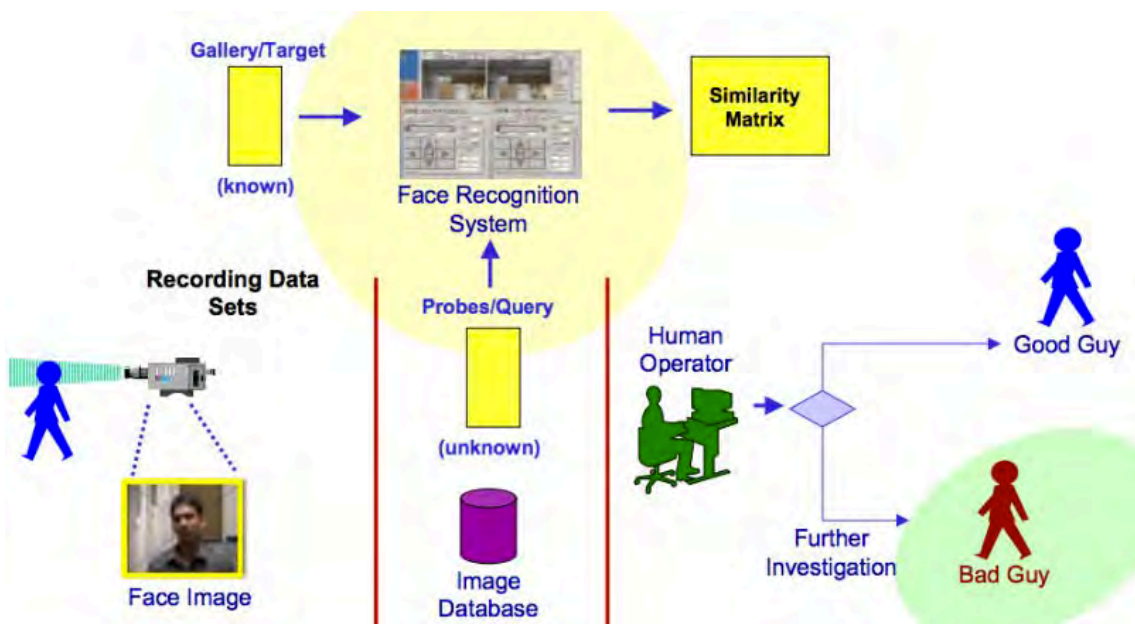 Gallery/Target
(known)
Face Recognition
System
Similarity
Matrix
Recording Data
Sets
Face Image
Probes/Query
(unknown)
Image
Database
Human
Operator
Good Guy
Further
Investigation
Bad Guy